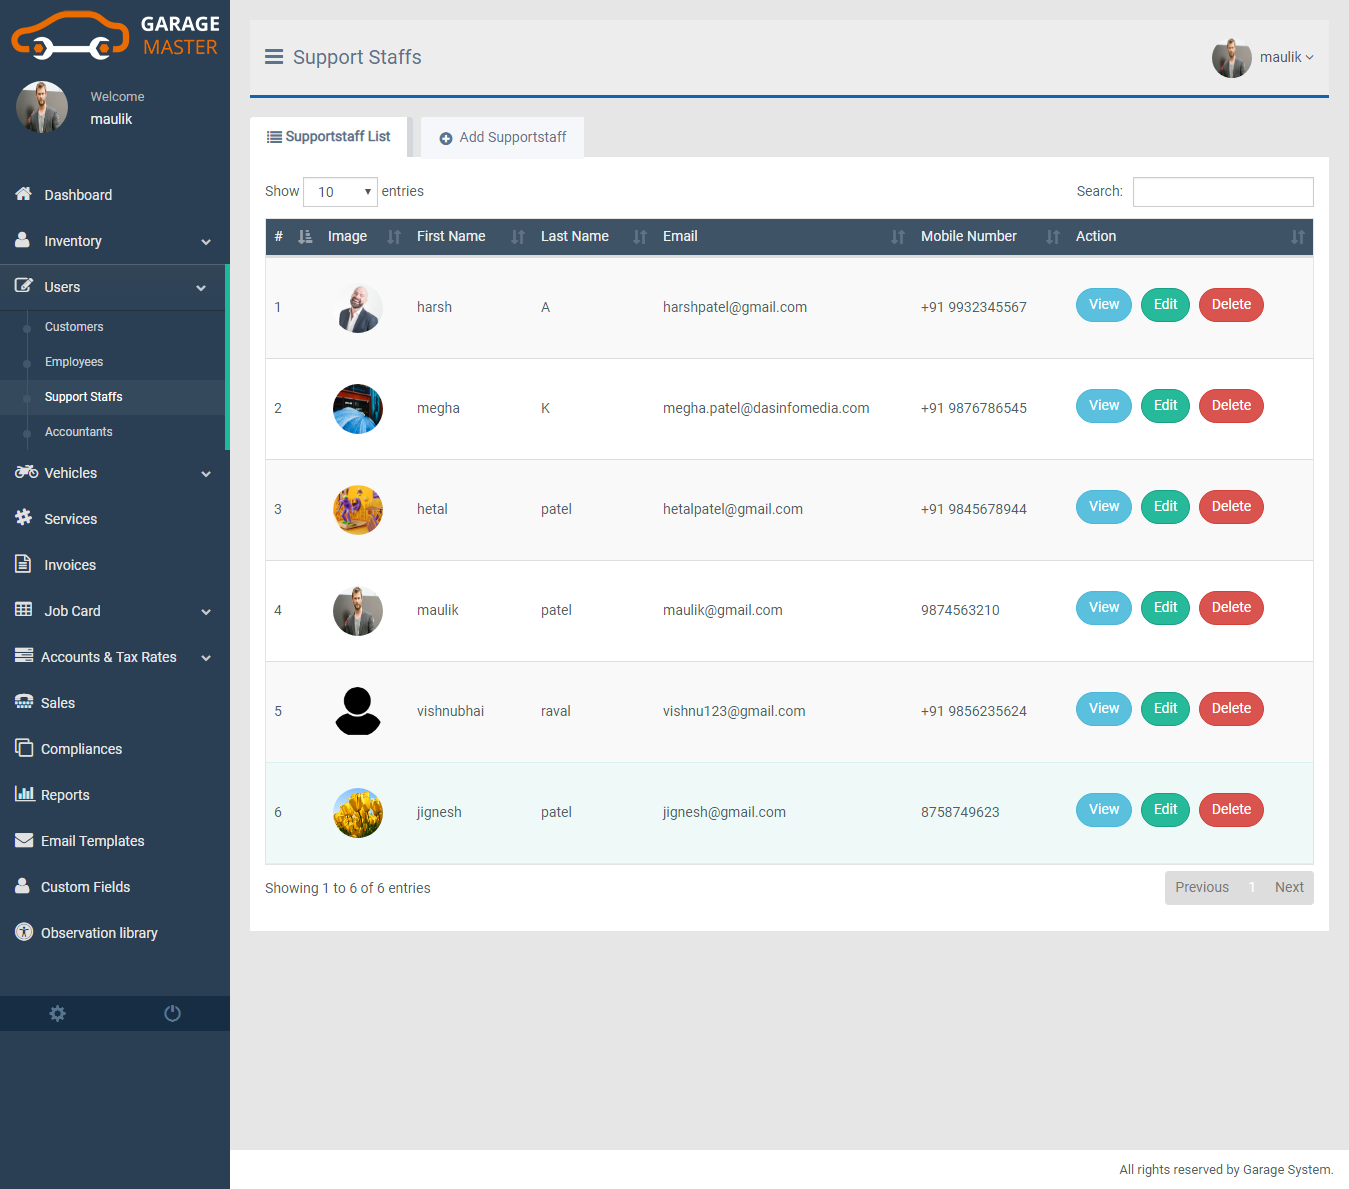 GARAGE
MASTER
Welcome
maulik
Dashboard
Inventory
Users
Customers
Employees
Support Staffs
Accountants
Vehicles
Services
Invoices
Job Card
Accounts & Tax Rates
Sales
Compliances
Reports
Email Templates
Custom Fields
Observation library
Support Staffs
maulik
Supportstaff List
Add Supportstaff
Show 10 entries
Search:
# Image First Name Last Name Email Mobile Number Action
1 harsh A harshpatel@gmail.com +91 9932345567 View Edit Delete
2 megha K megha.patel@dasinfomedia.com +91 9876786545 View Edit Delete
3 hetal patel hetalpatel@gmail.com +91 9845678944 View Edit Delete
4 maulik patel maulik@gmail.com 9874563210 View Edit Delete
5 vishnubhai raval vishnu123@gmail.com +91 9856235624 View Edit Delete
6 jignesh patel jignesh@gmail.com 8758749623 View Edit Delete
Showing 1 to 6 of 6 entries
Previous 1 Next
All rights reserved by Garage System.